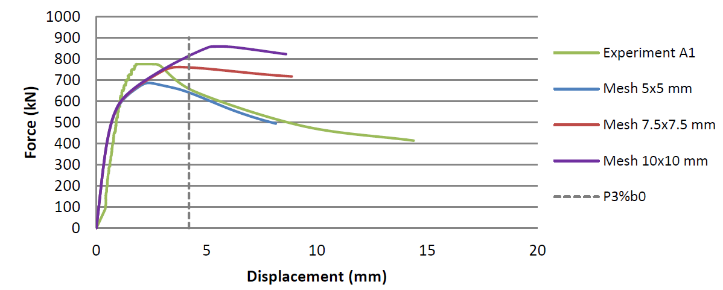 1000
900
800
700
600
500
400
300
200
100
0
Force (kN)
0
5
10
15
20
Displacement (mm)
Experiment A1
Mesh 5x5 mm
Mesh 7.5x7.5 mm
Mesh 10x10 mm
P3%b0